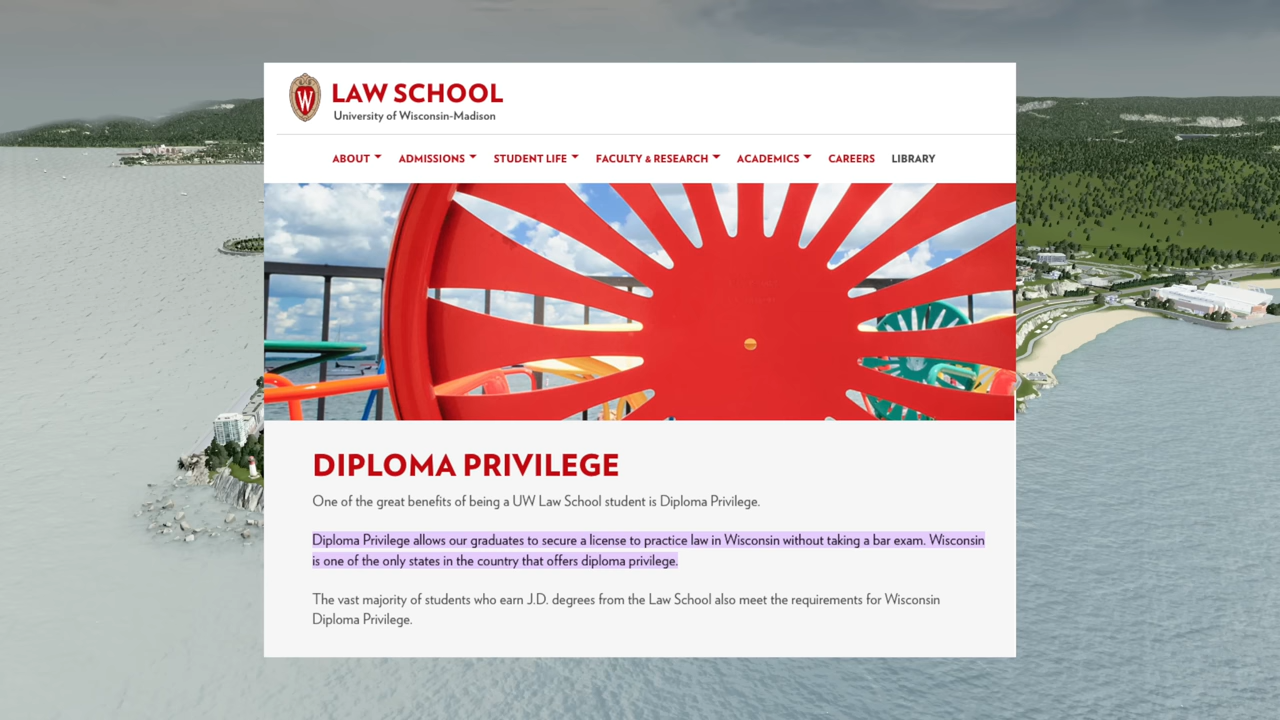 W
LAW SCHOOL
University of Wisconsin-Madison
ABOUT ADMISSIONS STUDENT LIFE FACULTY & RESEARCH ACADEMICS CAREERS LIBRARY
DIPLOMA PRIVILEGE
One of the great benefits of being a UW Law School student is Diploma Privilege.
Diploma Privilege allows our graduates to secure a license to practice law in Wisconsin without taking a bar exam. Wisconsin
is one of the only states in the country that offers diploma privilege.
The vast majority of students who earn J.D. degrees from the Law School also meet the requirements for Wisconsin
Diploma Privilege.